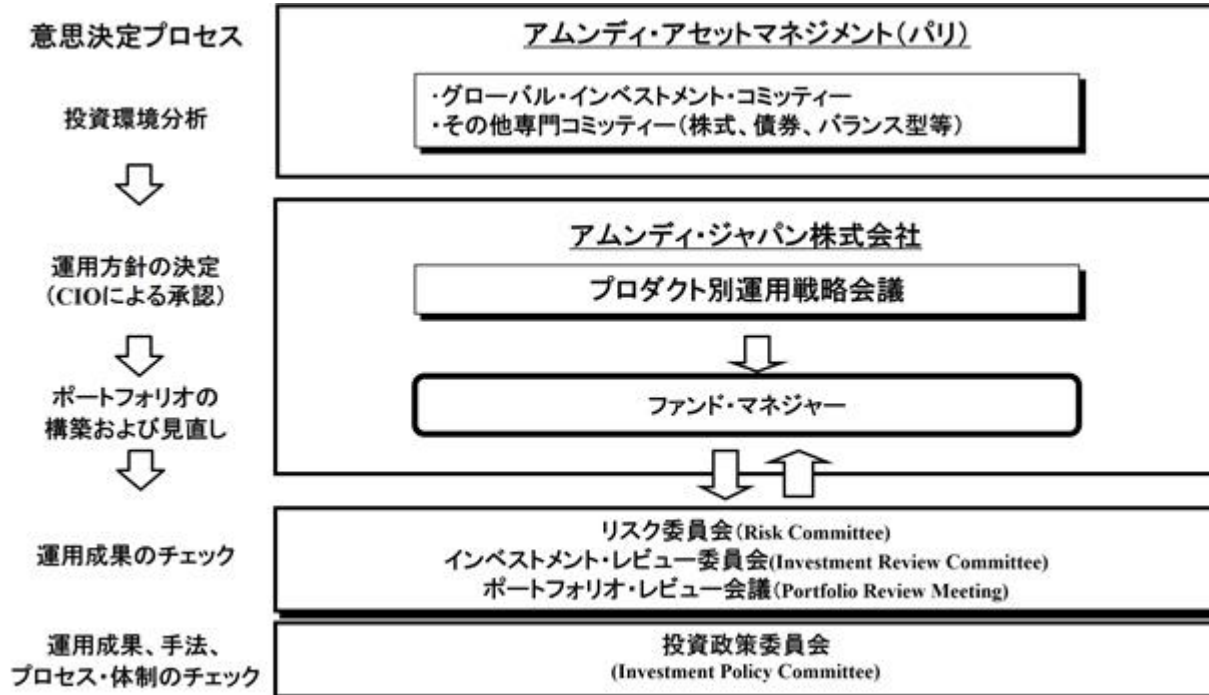 意思決定プロセス
アムンディ・アセットマネジメント(パリ)
投資環境分析
・グローバル・インベストメント・コミッティー
・その他専門コミッティー(株式、債券、バランス型等)
アムンディ・ジャパン株式会社
運用方針の決定
(CIOによる承認)
プロダクト別運用戦略会議
ポートフォリオの
構築および見直し
ファンド・マネジャー
運用成果のチェック
リスク委員会(Risk Committee)
インベストメント・レビュー委員会(Investment Review Committee)
ポートフォリオ・レビュー会議(Portfolio Review Meeting)
運用成果、手法、
プロセス・体制のチェック
投資政策委員会
(Investment Policy Committee)